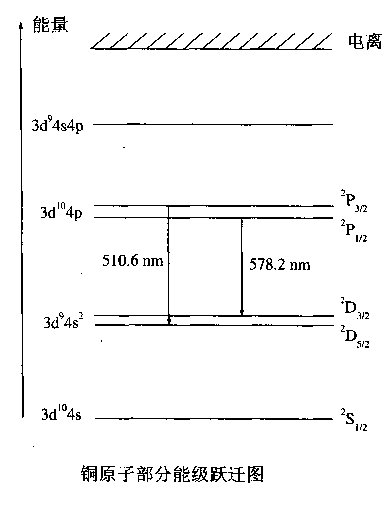 能量
电离
3d⁹4s4p
3d¹⁰4p
²P₃/₂
²P₁/₂
510.6 nm
578.2 nm
3d⁹4s²
²D₃/₂
²D₅/₂
3d¹⁰4s
²S₁/₂
铜原子部分能级跃迁图